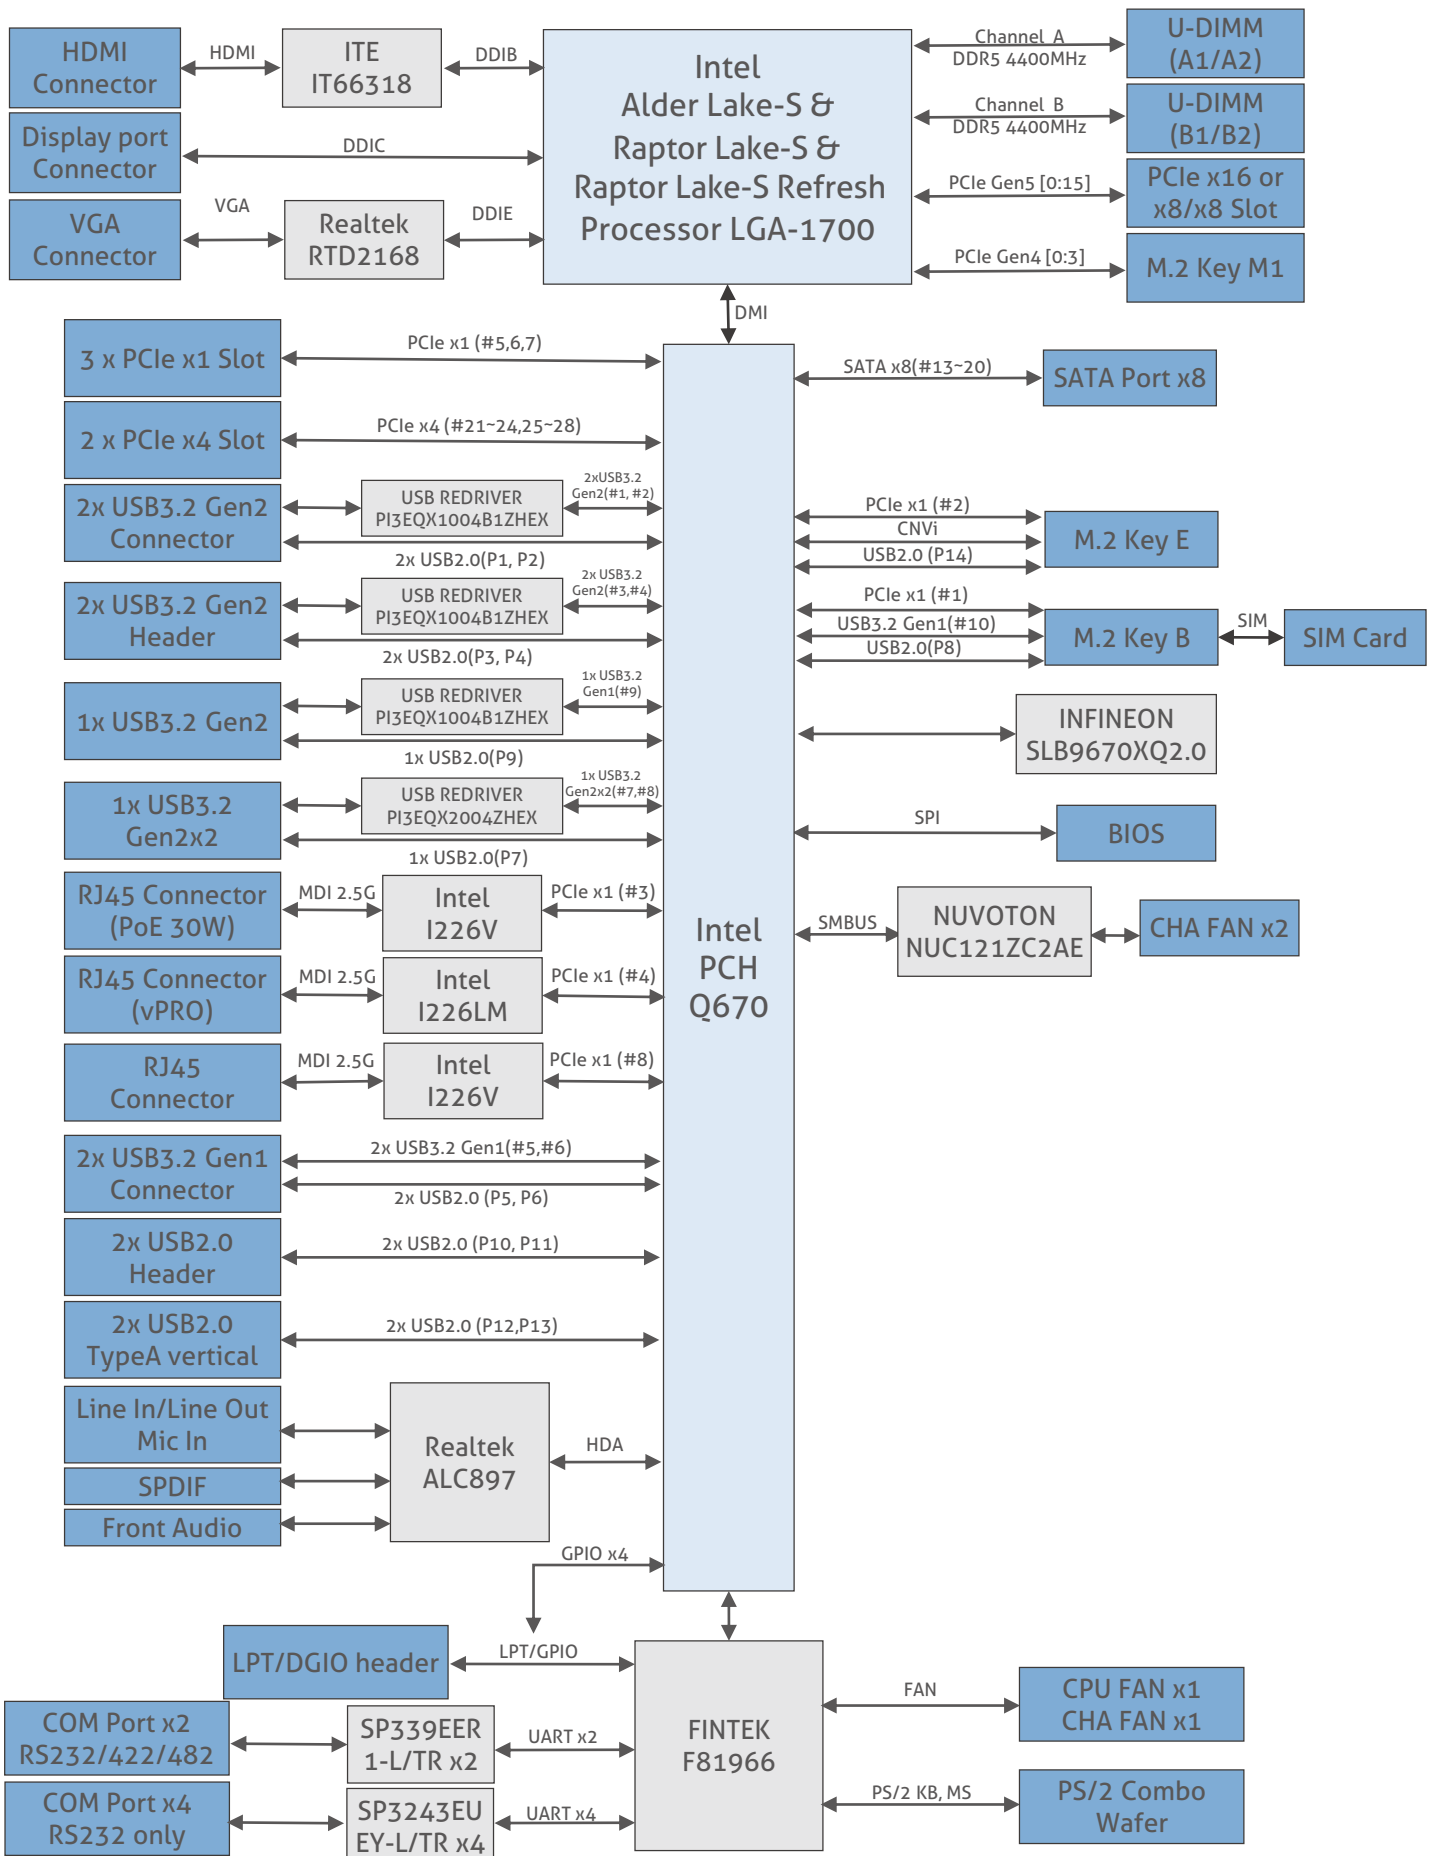 HDMI
Connector
HDMI
ITE
IT66318
DDIB
Display port
Connector
DDIC
VGA
Connector
VGA
Realtek
RTD2168
DDIE
Intel
Alder Lake-S &
Raptor Lake-S &
Raptor Lake-S Refresh
Processor LGA-1700
Channel A
DDR5 4400MHz
U-DIMM
(A1/A2)
Channel B
DDR5 4400MHz
U-DIMM
(B1/B2)
PCIe Gen5 [0:15]
PCIe x16 or
x8/x8 Slot
PCIe Gen4 [0:3]
M.2 Key M1
DMI
3 x PCIe x1 Slot
PCIe x1 (#5,6,7)
2 x PCIe x4 Slot
PCIe x4 (#21~24,25~28)
2x USB3.2 Gen2
Connector
USB REDRIVER
PI3EQX1004B1ZHEX
2xUSB3.2
Gen2(#1, #2)
2x USB2.0(P1, P2)
2x USB3.2 Gen2
Header
USB REDRIVER
PI3EQX1004B1ZHEX
2x USB3.2
Gen2(#3,#4)
2x USB2.0(P3, P4)
1x USB3.2 Gen2
USB REDRIVER
PI3EQX1004B1ZHEX
1x USB3.2
Gen1(#9)
1x USB2.0(P9)
1x USB3.2
Gen2x2
USB REDRIVER
PI3EQX2004ZHEX
1x USB3.2
Gen2x2(#7,#8)
1x USB2.0(P7)
RJ45 Connector
(PoE 30W)
MDI 2.5G
Intel
I226V
PCIe x1 (#3)
RJ45 Connector
(vPRO)
MDI 2.5G
Intel
I226LM
PCIe x1 (#4)
RJ45
Connector
MDI 2.5G
Intel
I226V
PCIe x1 (#8)
2x USB3.2 Gen1
Connector
2x USB3.2 Gen1(#5,#6)
2x USB2.0 (P5, P6)
2x USB2.0
Header
2x USB2.0 (P10, P11)
2x USB2.0
TypeA vertical
2x USB2.0 (P12,P13)
Line In/Line Out
Mic In
SPDIF
Front Audio
Realtek
ALC897
HDA
GPIO x4
Intel
PCH
Q670
SATA x8(#13~20)
SATA Port x8
PCIe x1 (#2)
CNVi
USB2.0 (P14)
M.2 Key E
PCIe x1 (#1)
USB3.2 Gen1(#10)
USB2.0(P8)
M.2 Key B
SIM
SIM Card
INFINEON
SLB9670XQ2.0
SPI
BIOS
SMBUS
NUVOTON
NUC121ZC2AE
CHA FAN x2
LPT/DGIO header
LPT/GPIO
COM Port x2
RS232/422/482
SP339EER
1-L/TR x2
UART x2
COM Port x4
RS232 only
SP3243EU
EY-L/TR x4
UART x4
FINTEK
F81966
FAN
CPU FAN x1
CHA FAN x1
PS/2 KB, MS
PS/2 Combo
Wafer